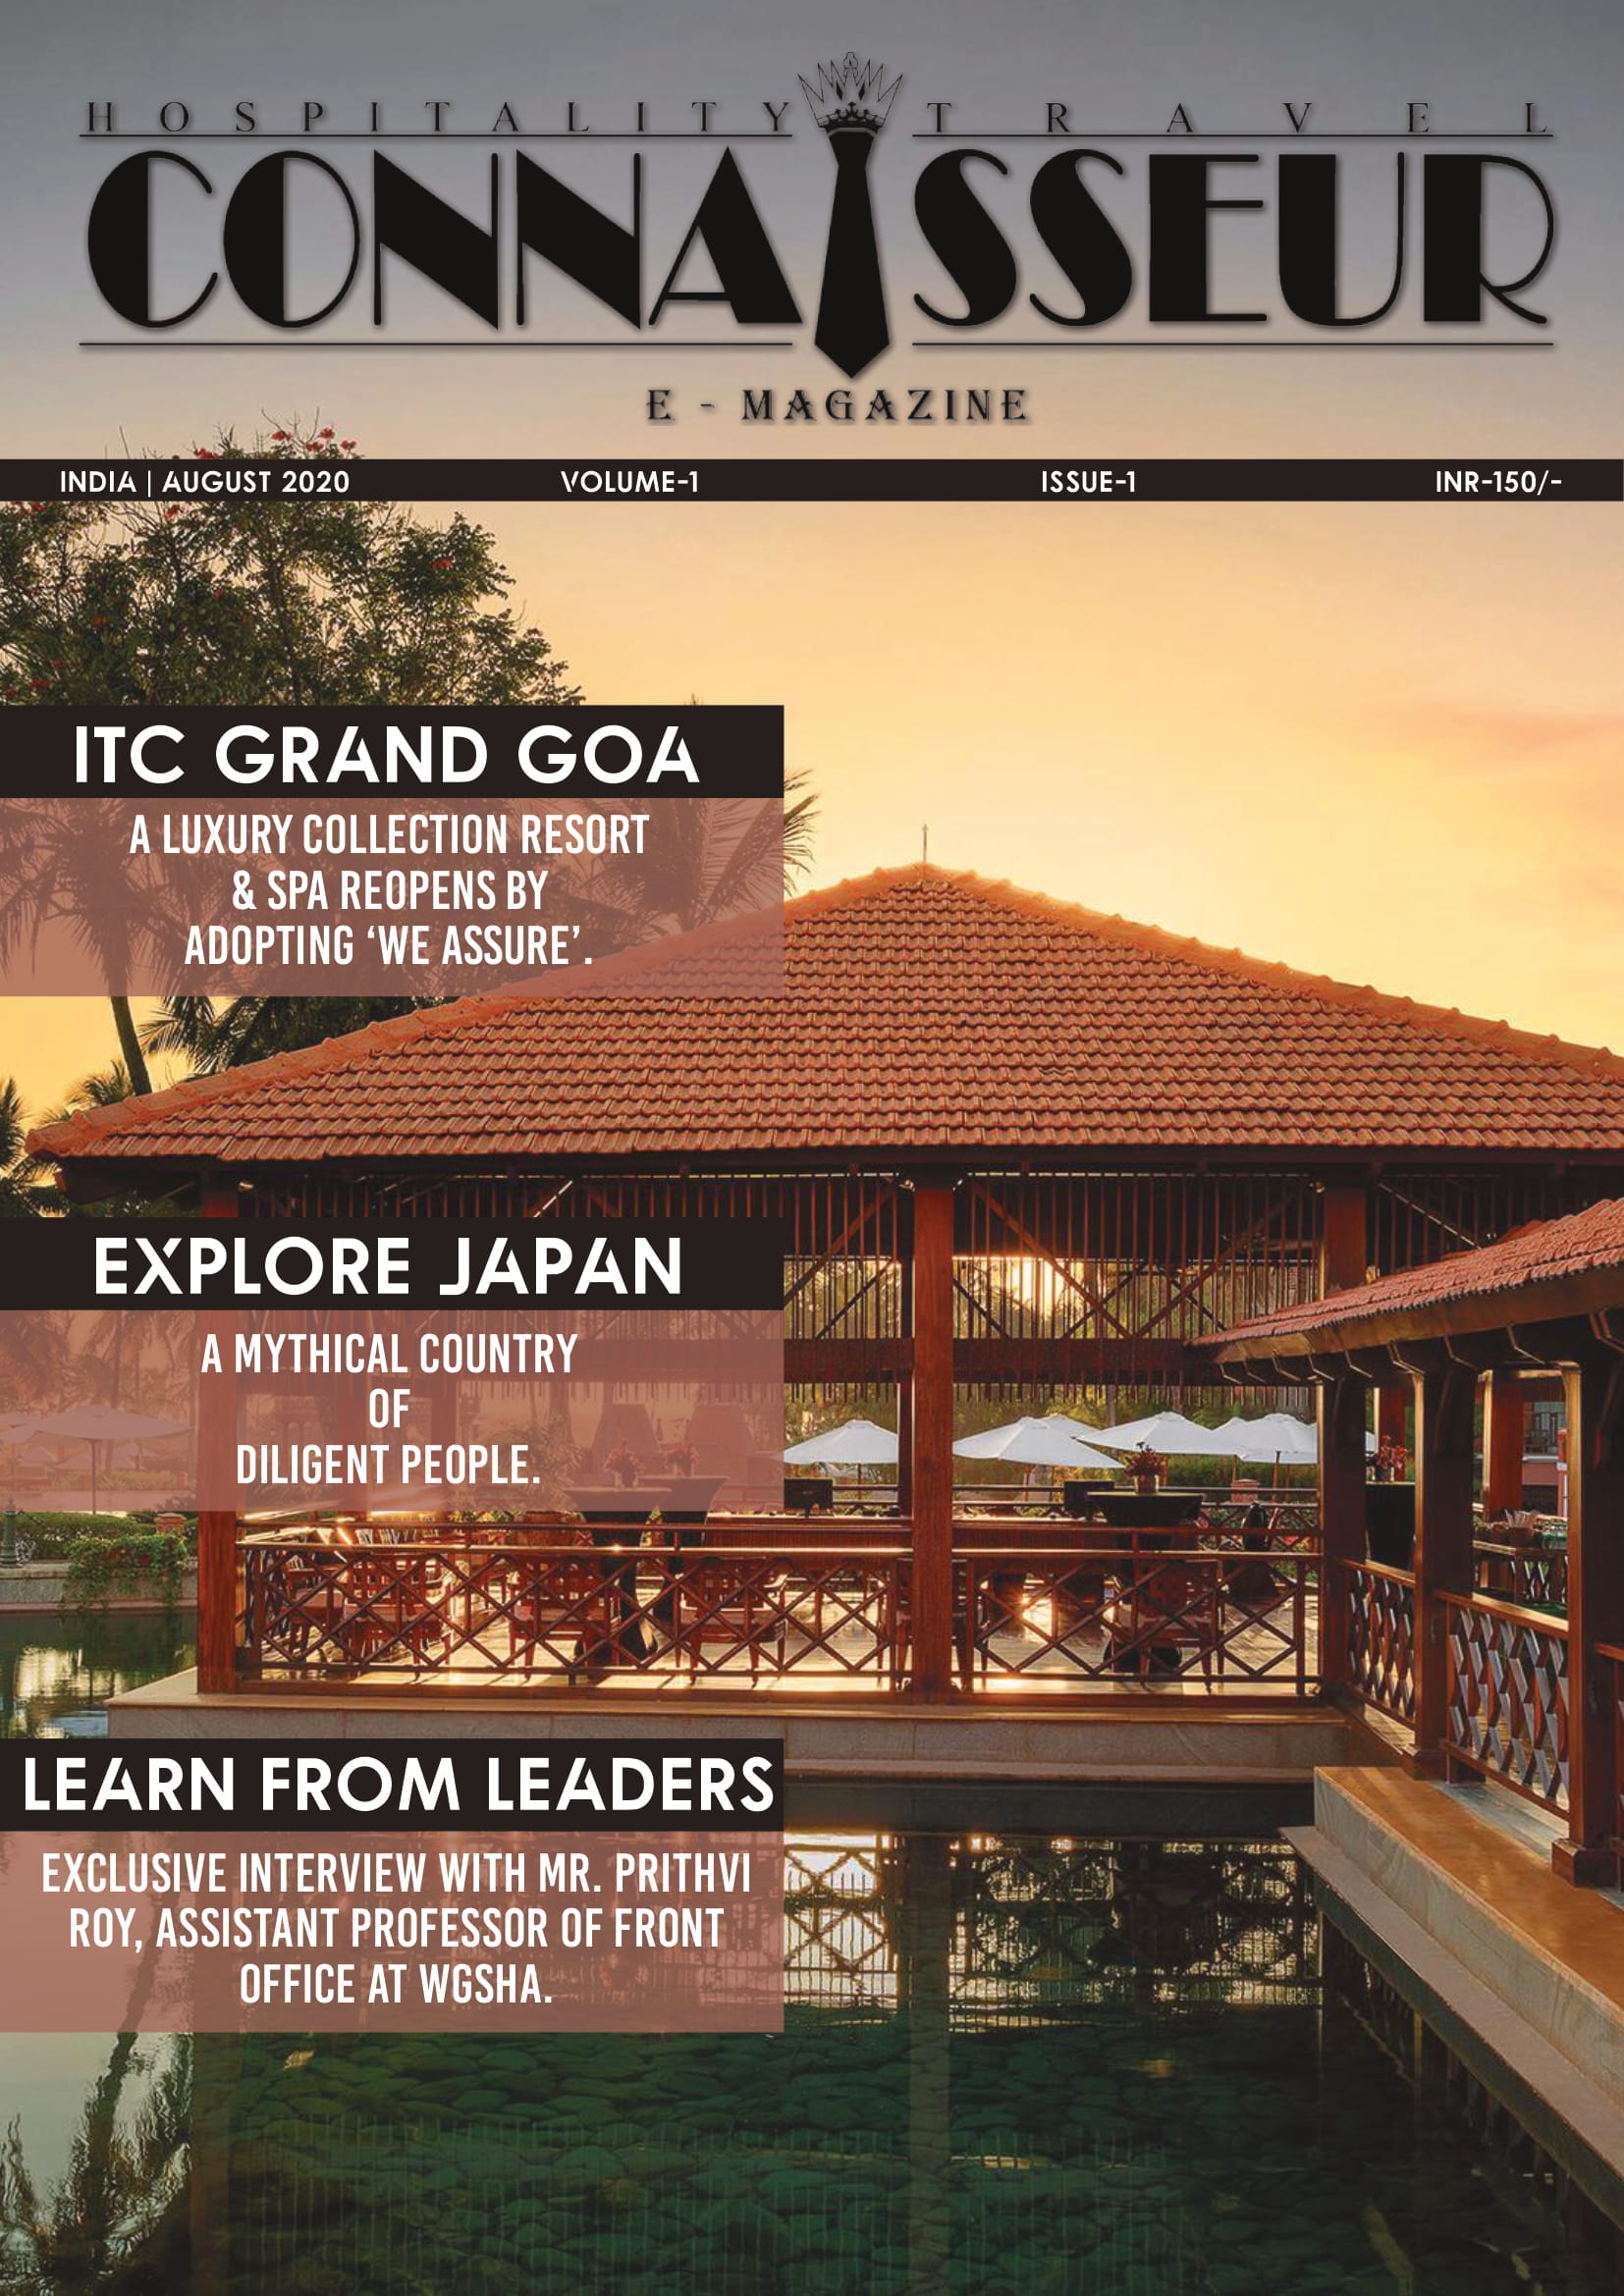 HOSPITALITY TRAVEL
CONNAISSEUR
E - MAGAZINE
INDIA | AUGUST 2020 VOLUME-1 ISSUE-1 INR-150/-
ITC GRAND GOA
A LUXURY COLLECTION RESORT
& SPA REOPENS BY
ADOPTING ‘WE ASSURE’.
EXPLORE JAPAN
A MYTHICAL COUNTRY
OF
DILIGENT PEOPLE.
LEARN FROM LEADERS
EXCLUSIVE INTERVIEW WITH MR. PRITHVI
ROY, ASSISTANT PROFESSOR OF FRONT
OFFICE AT WGSHA.